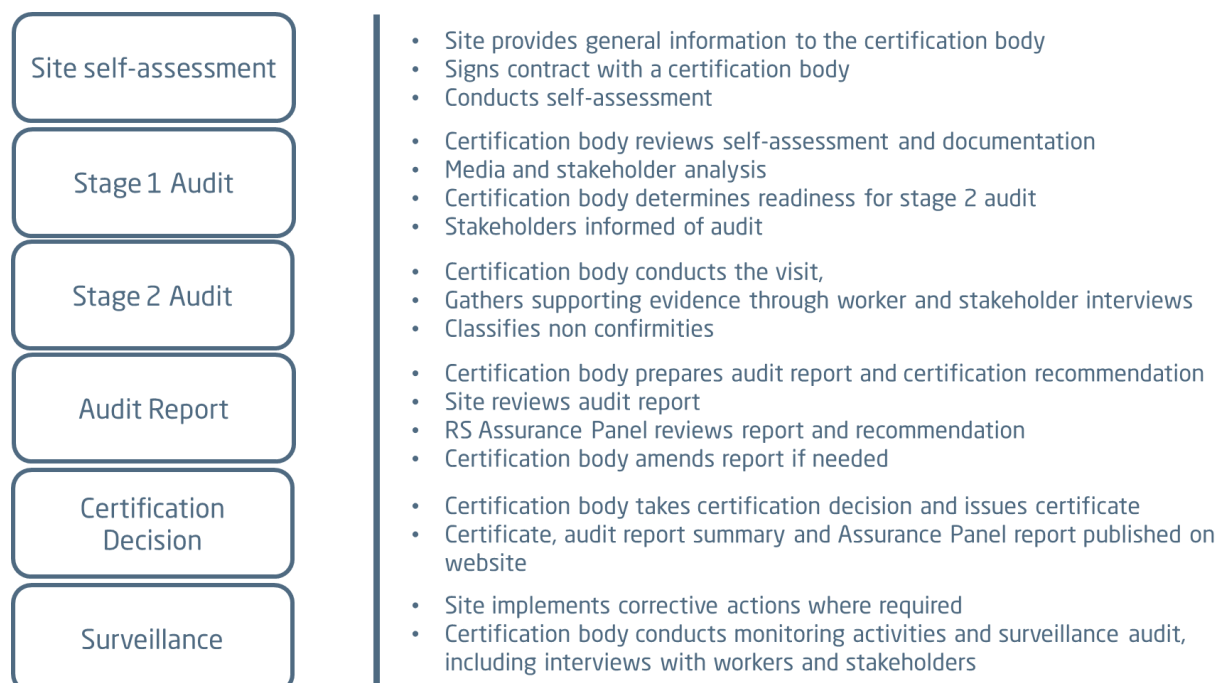 Site self-assessment
• Site provides general information to the certification body
• Signs contract with a certification body
• Conducts self-assessment
Stage 1 Audit
• Certification body reviews self-assessment and documentation
• Media and stakeholder analysis
• Certification body determines readiness for stage 2 audit
• Stakeholders informed of audit
Stage 2 Audit
• Certification body conducts the visit,
• Gathers supporting evidence through worker and stakeholder interviews
• Classifies non confirmities
Audit Report
• Certification body prepares audit report and certification recommendation
• Site reviews audit report
• RS Assurance Panel reviews report and recommendation
• Certification body amends report if needed
Certification
Decision
• Certification body takes certification decision and issues certificate
• Certificate, audit report summary and Assurance Panel report published on
website
Surveillance
• Site implements corrective actions where required
• Certification body conducts monitoring activities and surveillance audit,
including interviews with workers and stakeholders